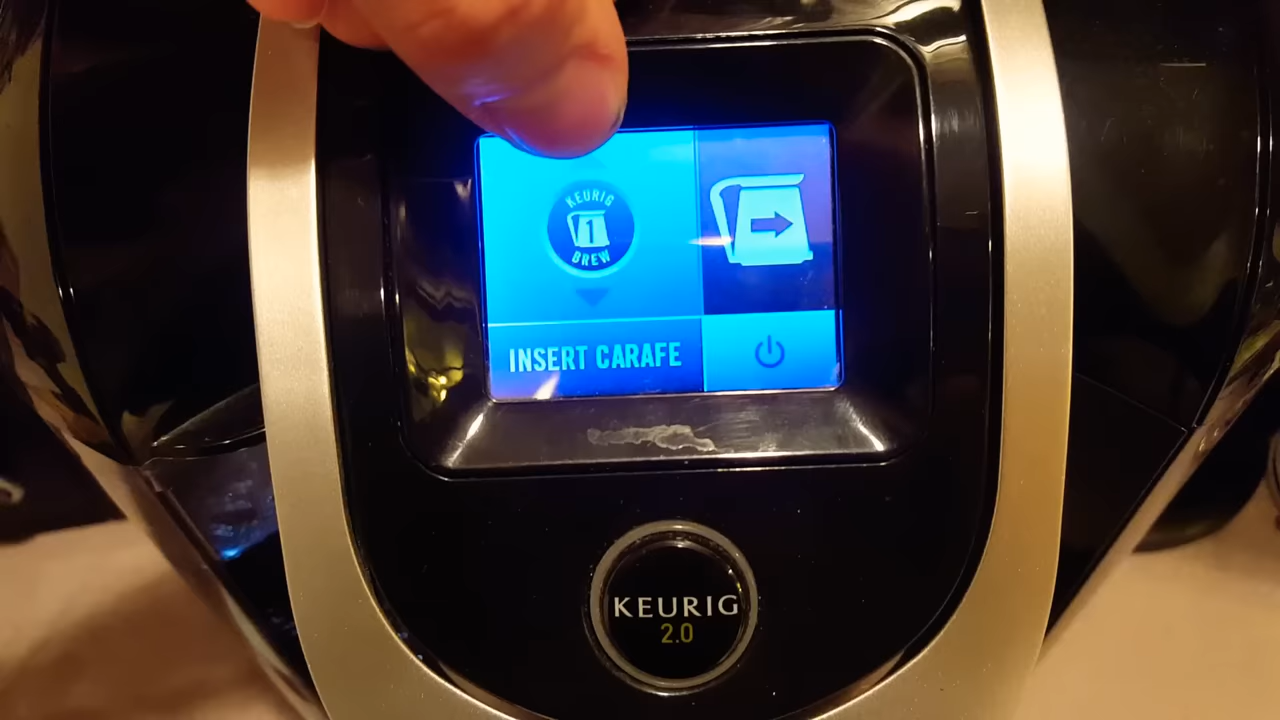 KEURIG
1
BREW
INSERT CARAFE
KEURIG
2.0